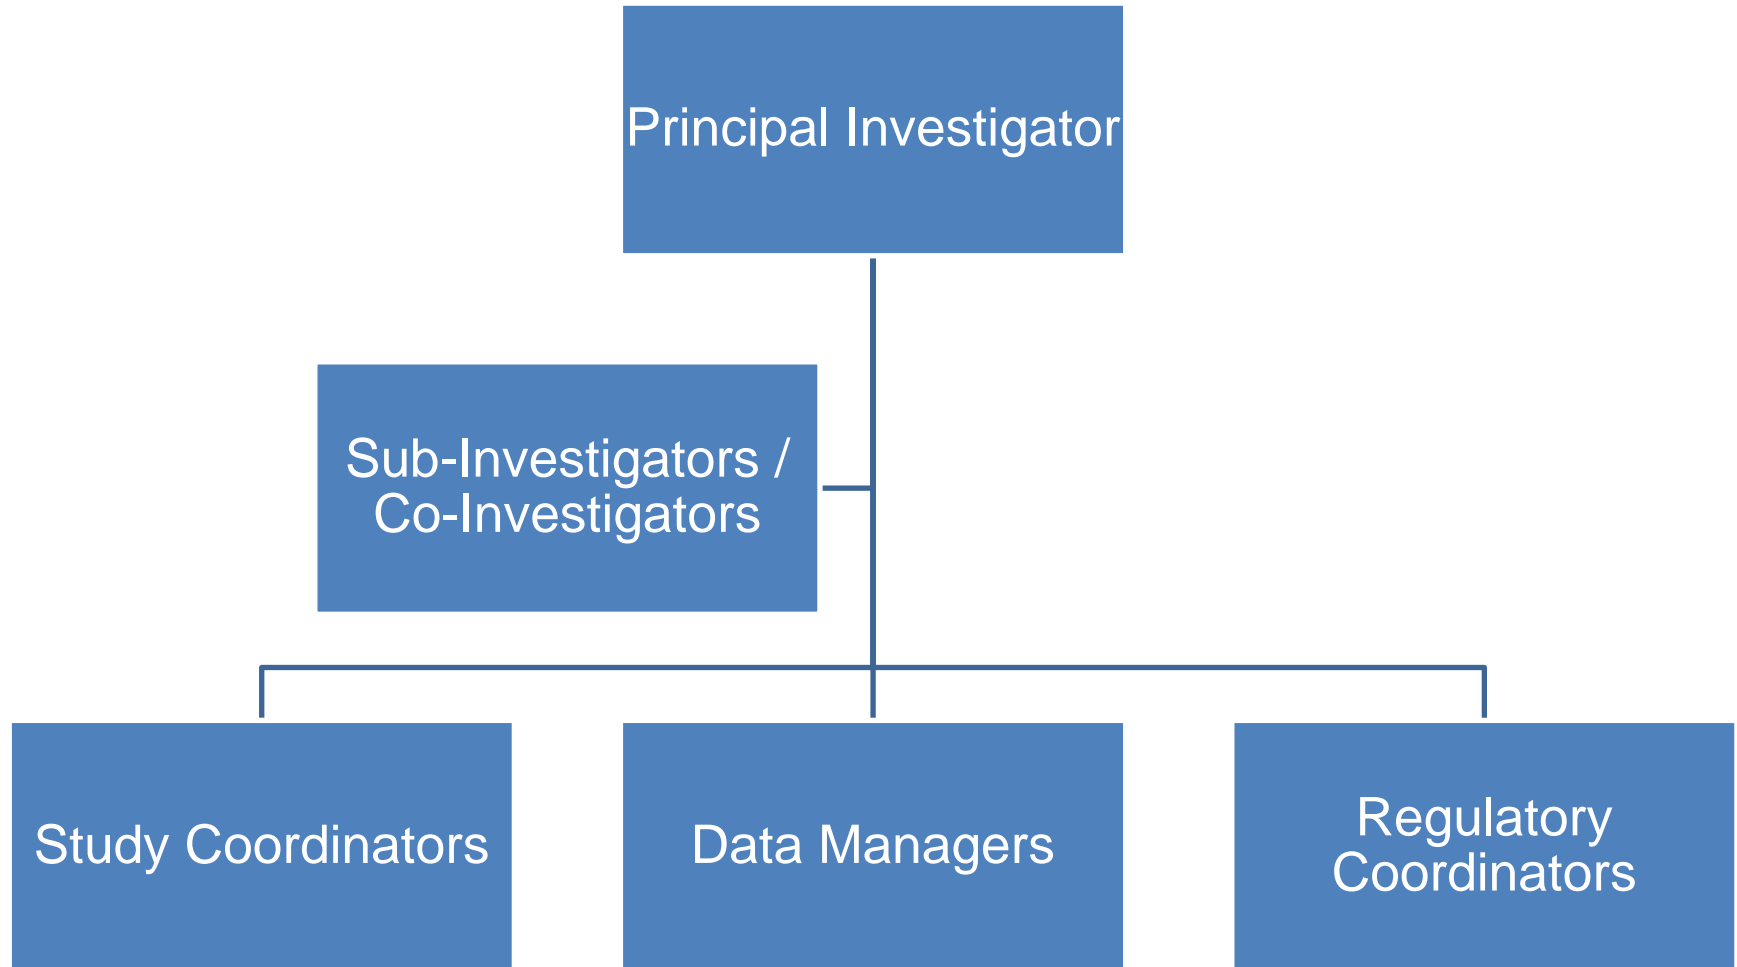 Principal Investigator
Sub-Investigators /
Co-Investigators
Study Coordinators
Data Managers
Regulatory
Coordinators